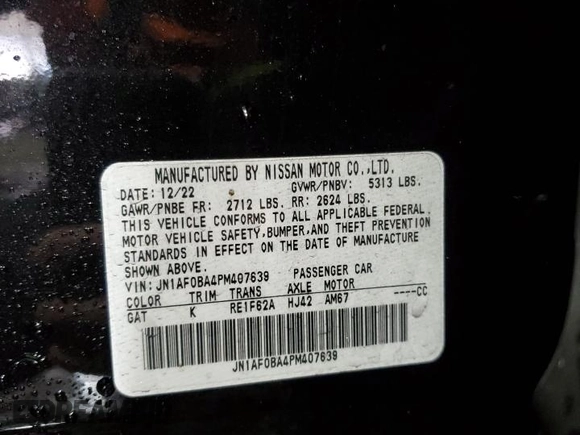 MANUFACTURED BY NISSAN MOTOR CO.,LTD.
DATE: 12/22 GVWR/PNBV: 5313 LBS.
GAWR/PNBE FR: 2712 LBS. RR: 2624 LBS.
THIS VEHICLE CONFORMS TO ALL APPLICABLE FEDERAL
MOTOR VEHICLE SAFETY,BUMPER,AND THEFT PREVENTION
STANDARDS IN EFFECT ON THE DATE OF MANUFACTURE
SHOWN ABOVE.
VIN: JN1AF0BA4PM407639 PASSENGER CAR
COLOR TRIM TRANS AXLE MOTOR ----CC
GAT K RE1F62A HJ42 AM67
JN1AF0BA4PM407639